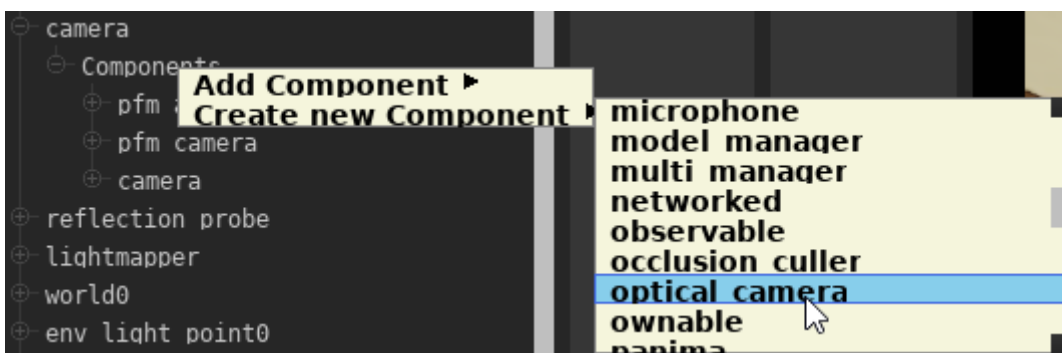 camera
Components
pfm
pfm camera
camera
reflection probe
lightmapper
world0
env light point0
Add Component
Create new Component
microphone
model manager
multi manager
networked
observable
occlusion culler
optical camera
ownable
panima